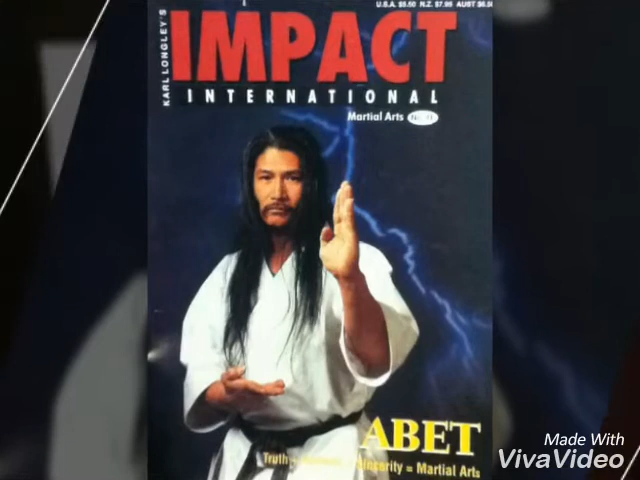 U.S.A. $5.50 N.Z. $7.95 AUST $6.50
KARL LONGLEY'S
IMPACT
INTERNATIONAL
Martial Arts
ABET
Truth + + Sincerity = Martial Arts
Made With
VivaVideo